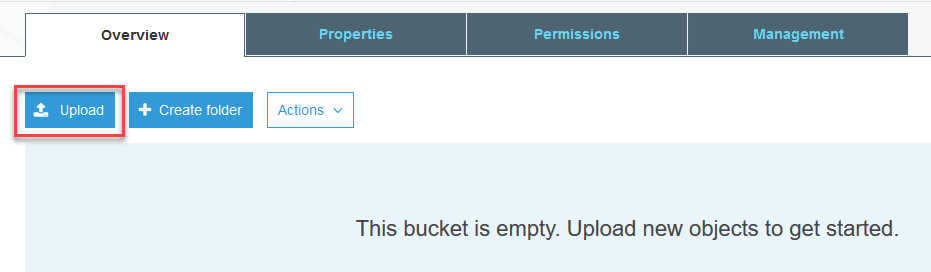 Overview Properties Permissions Management
Upload Create folder Actions
This bucket is empty. Upload new objects to get started.